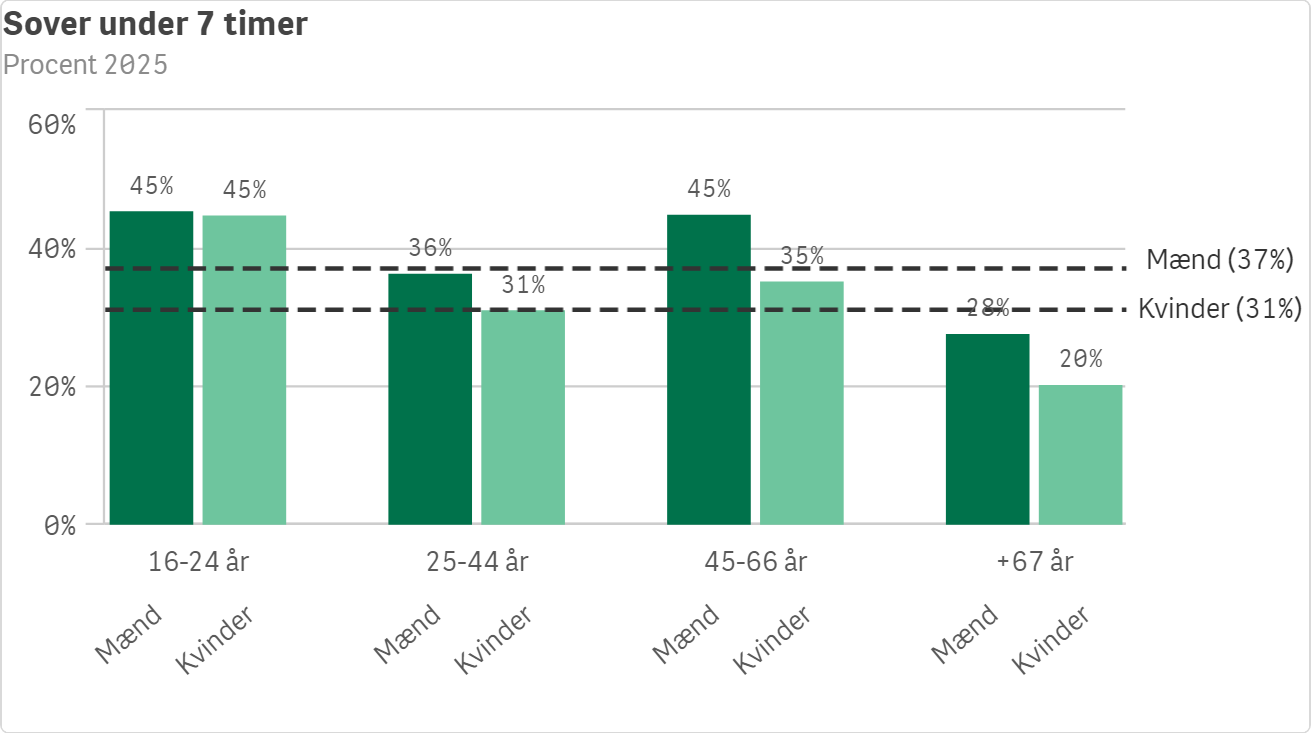 Sover under 7 timer
Procent 2025
60%
40%
20%
0%
45%
45%
36%
31%
45%
35%
28%
20%
Mænd (37%)
Kvinder (31%)
16-24 år
25-44 år
45-66 år
+67 år
Mænd
Kvinder
Mænd
Kvinder
Mænd
Kvinder
Mænd
Kvinder